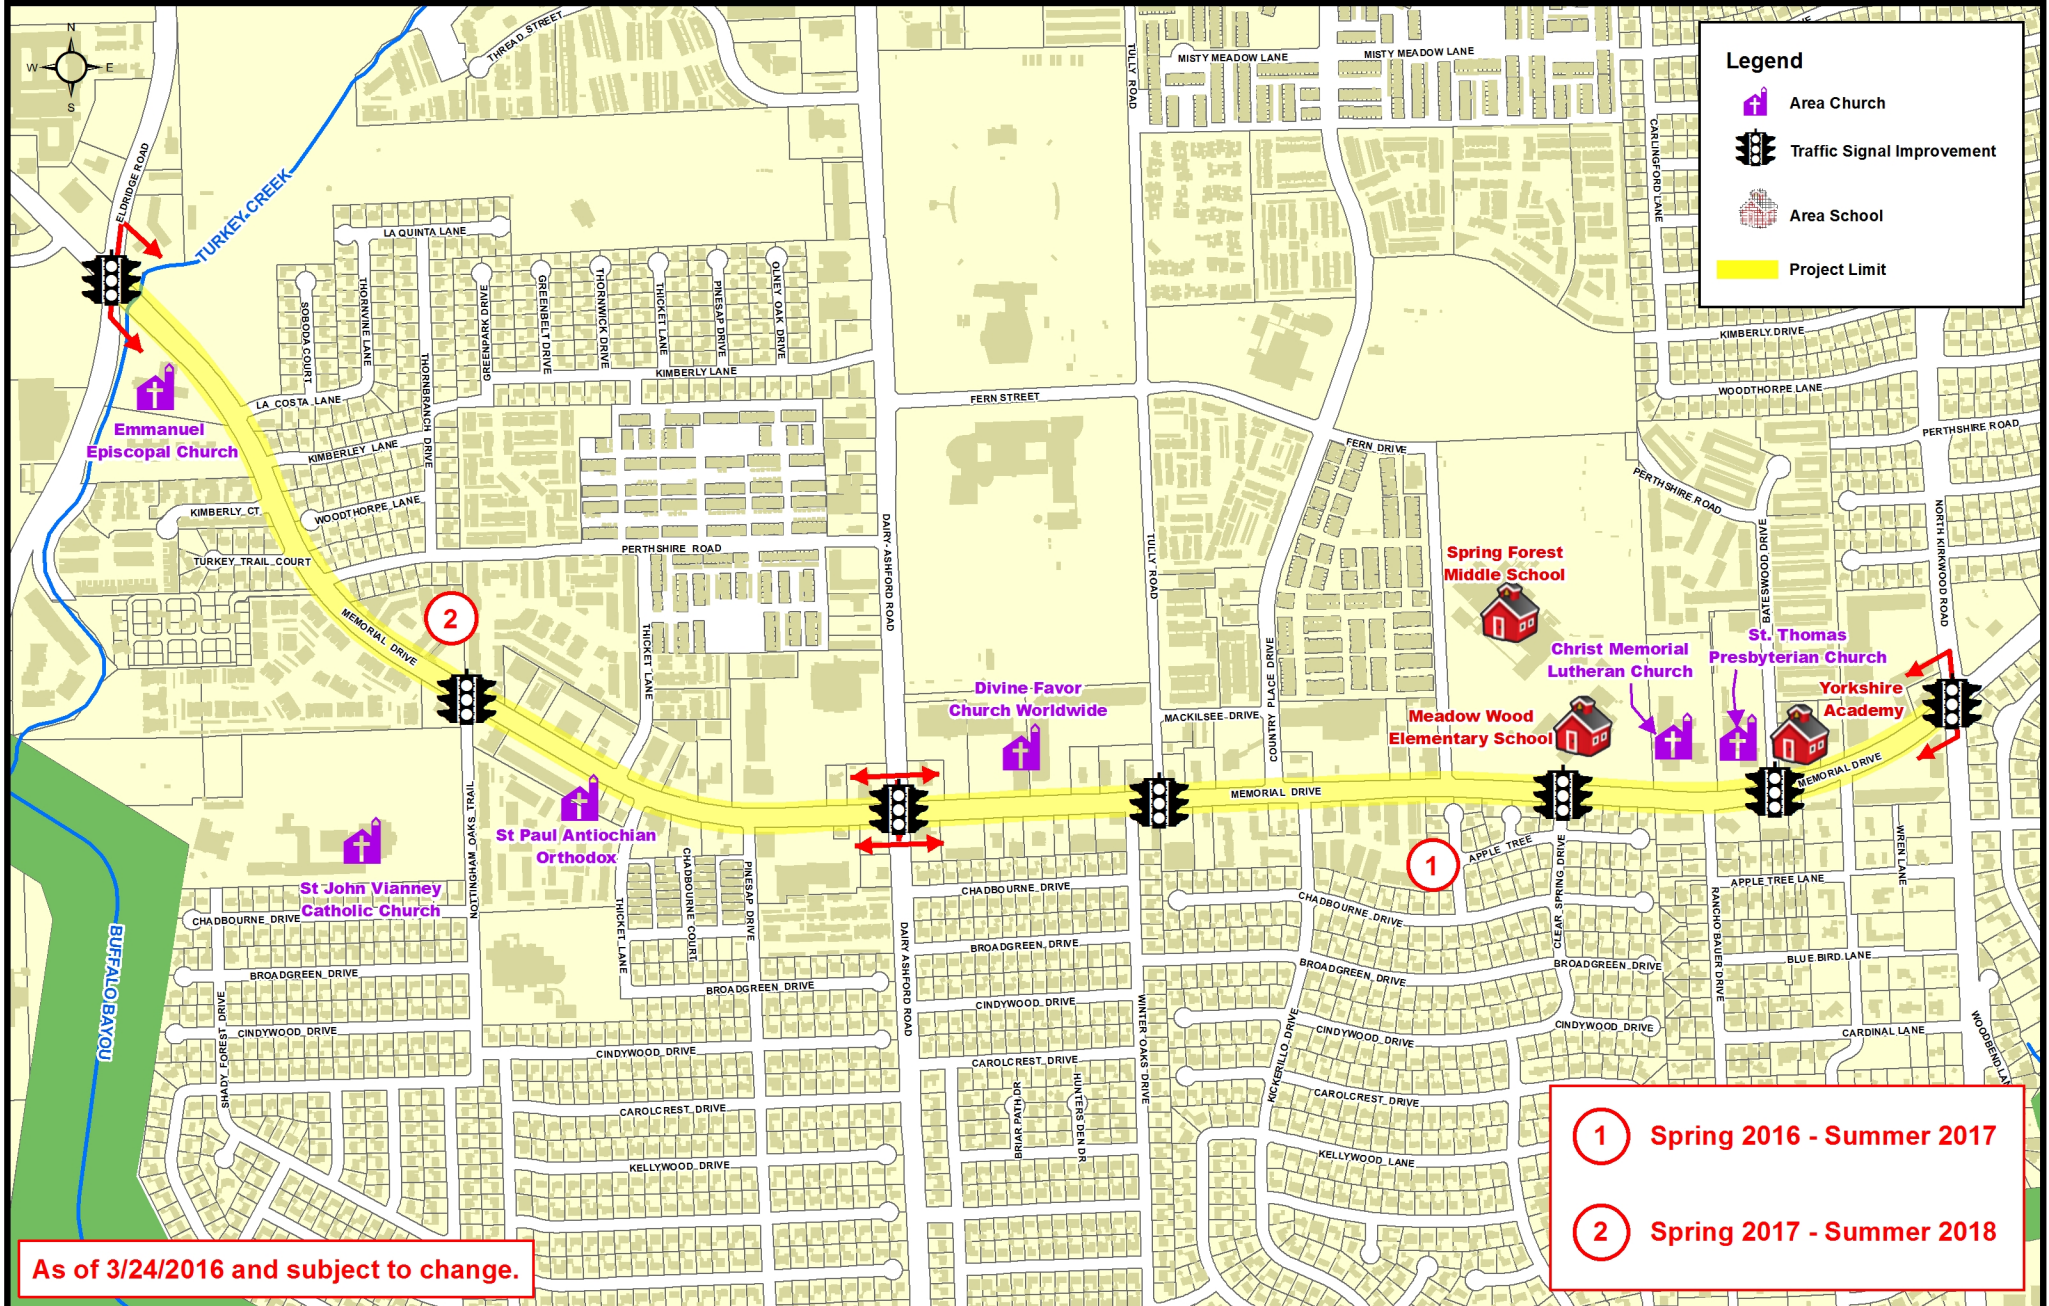 N
W
E
S
THREAD STREET
ELDRIDGE ROAD
TURKEY CREEK
TULLY ROAD
MISTY MEADOW LANE
MISTY MEADOW LANE
CARLINGFORD LANE
Legend
Area Church
Traffic Signal Improvement
Area School
Project Limit
LA QUINTA LANE
SOBODA COURT
THORNVINE LANE
THORNBRANCH DRIVE
GREENPARK DRIVE
GREENBELT DRIVE
THORNWICK DRIVE
THICKET LANE
PINESAP DRIVE
OLNEY OAK DRIVE
KIMBERLY LANE
LA COSTA LANE
KIMBERLEY LANE
WOODTHORPE LANE
KIMBERLY CT
TURKEY TRAIL COURT
PERTHSHIRE ROAD
Emmanuel
Episcopal Church
FERN STREET
FERN DRIVE
KIMBERLY DRIVE
WOODTHORPE LANE
PERTHSHIRE ROAD
PERTHSHIRE ROAD
BATESWOOD DRIVE
NORTH KIRKWOOD ROAD
DAIRY-ASHFORD ROAD
TULLY ROAD
COUNTRY PLACE DRIVE
MACKILSEE DRIVE
Spring Forest
Middle School
Christ Memorial
Lutheran Church
St. Thomas
Presbyterian Church
Yorkshire
Academy
Meadow Wood
Elementary School
Divine Favor
Church Worldwide
2
MEMORIAL DRIVE
THICKET LANE
MEMORIAL DRIVE
MEMORIAL DRIVE
St Paul Antiochian
Orthodox
St John Vianney
Catholic Church
NOTTINGHAM OAKS TRAIL
1
APPLE TREE
CLEAR SPRING DRIVE
APPLE TREE LANE
WREN LANE
RANCHO BAUER DRIVE
BLUE BIRD LANE
CARDINAL LANE
WOODBEND LAN
CHADBOURNE DRIVE
BROADGREEN DRIVE
CINDYWOOD DRIVE
SHADY FOREST DRIVE
BUFFALO BAYOU
THICKET LANE
CHADBOURNE COURT
PINESAP DRIVE
BROADGREEN DRIVE
CINDYWOOD DRIVE
CAROLCREST DRIVE
KELLYWOOD DRIVE
DAIRY ASHFORD ROAD
CHADBOURNE DRIVE
BROADGREEN DRIVE
CINDYWOOD DRIVE
CAROLCREST DRIVE
BRIAR PATH DR
HUNTERS DEN DR
WINTER OAKS DRIVE
KICKERILLO DRIVE
CHADBOURNE DRIVE
BROADGREEN DRIVE
CINDYWOOD DRIVE
CAROLCREST DRIVE
KELLYWOOD LANE
BROADGREEN DRIVE
CINDYWOOD DRIVE
1 Spring 2016 - Summer 2017
2 Spring 2017 - Summer 2018
As of 3/24/2016 and subject to change.